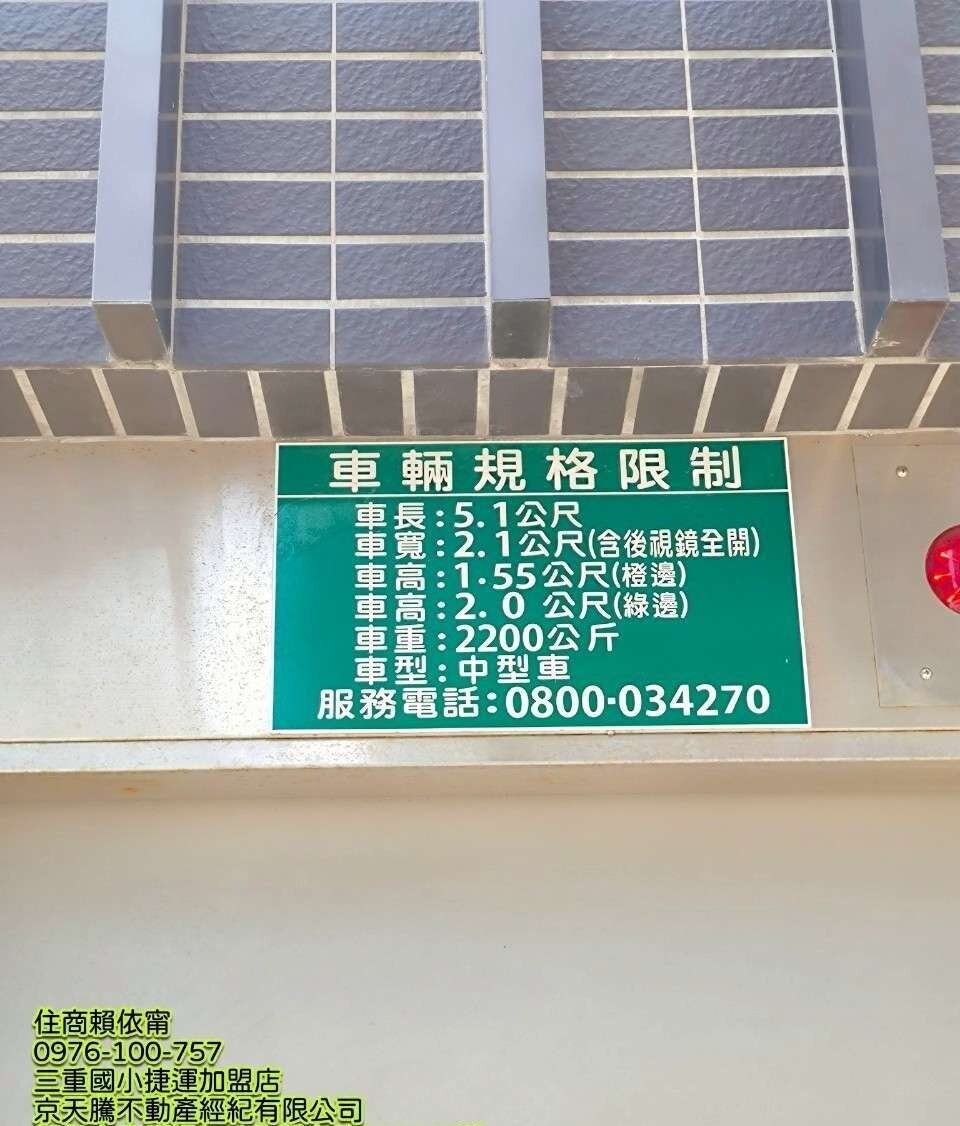 車輛規格限制
車長:5.1公尺
車寬:2.1公尺(含後視鏡全開)
車高:1.55公尺(橙邊)
車高:2.0 公尺(綠邊)
車重:2200公斤
車型:中型車
服務電話:0800-034270
住商賴依甯
0976-100-757
三重國小捷運加盟店
京天騰不動產經紀有限公司